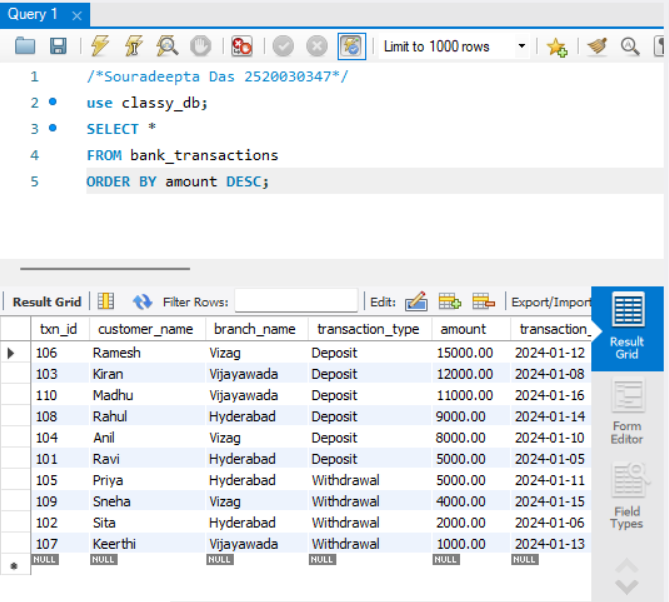 Query 1
Limit to 1000 rows
1 /*Souradeepta Das 2520030347*/
2 use classy_db;
3 SELECT *
4 FROM bank_transactions
5 ORDER BY amount DESC;
Result Grid Filter Rows: Edit: Export/Import
txn_id customer_name branch_name transaction_type amount transaction_
106 Ramesh Vizag Deposit 15000.00 2024-01-12
103 Kiran Vijayawada Deposit 12000.00 2024-01-08
110 Madhu Vijayawada Deposit 11000.00 2024-01-16
108 Rahul Hyderabad Deposit 9000.00 2024-01-14
104 Anil Vizag Deposit 8000.00 2024-01-10
101 Ravi Hyderabad Deposit 5000.00 2024-01-05
105 Priya Hyderabad Withdrawal 5000.00 2024-01-11
109 Sneha Vizag Withdrawal 4000.00 2024-01-15
102 Sita Hyderabad Withdrawal 2000.00 2024-01-06
107 Keerthi Vijayawada Withdrawal 1000.00 2024-01-13
NULL NULL NULL NULL NULL NULL
Result
Grid
Form
Editor
Field
Types